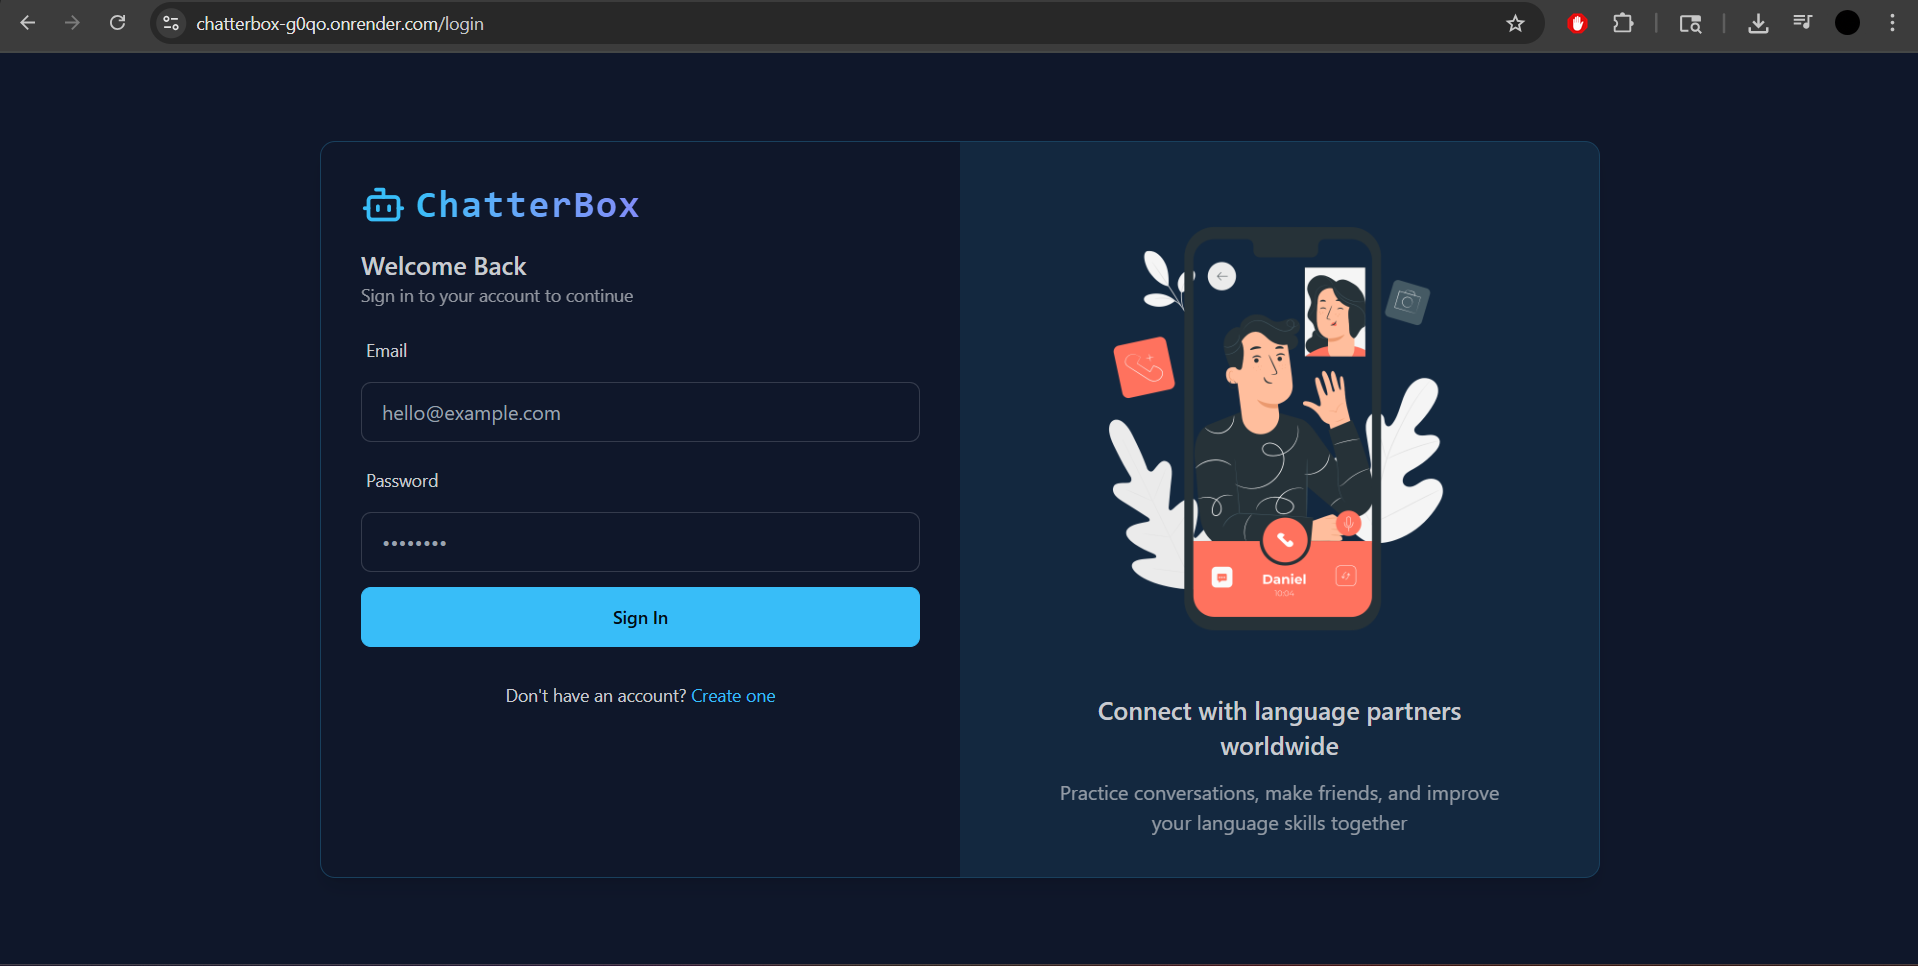 chatterbox-g0qo.onrender.com/login
ChatterBox
Welcome Back
Sign in to your account to continue
Email
hello@example.com
Password
••••••••
Sign In
Don't have an account? Create one
Daniel
10:04
Connect with language partners
worldwide
Practice conversations, make friends, and improve
your language skills together